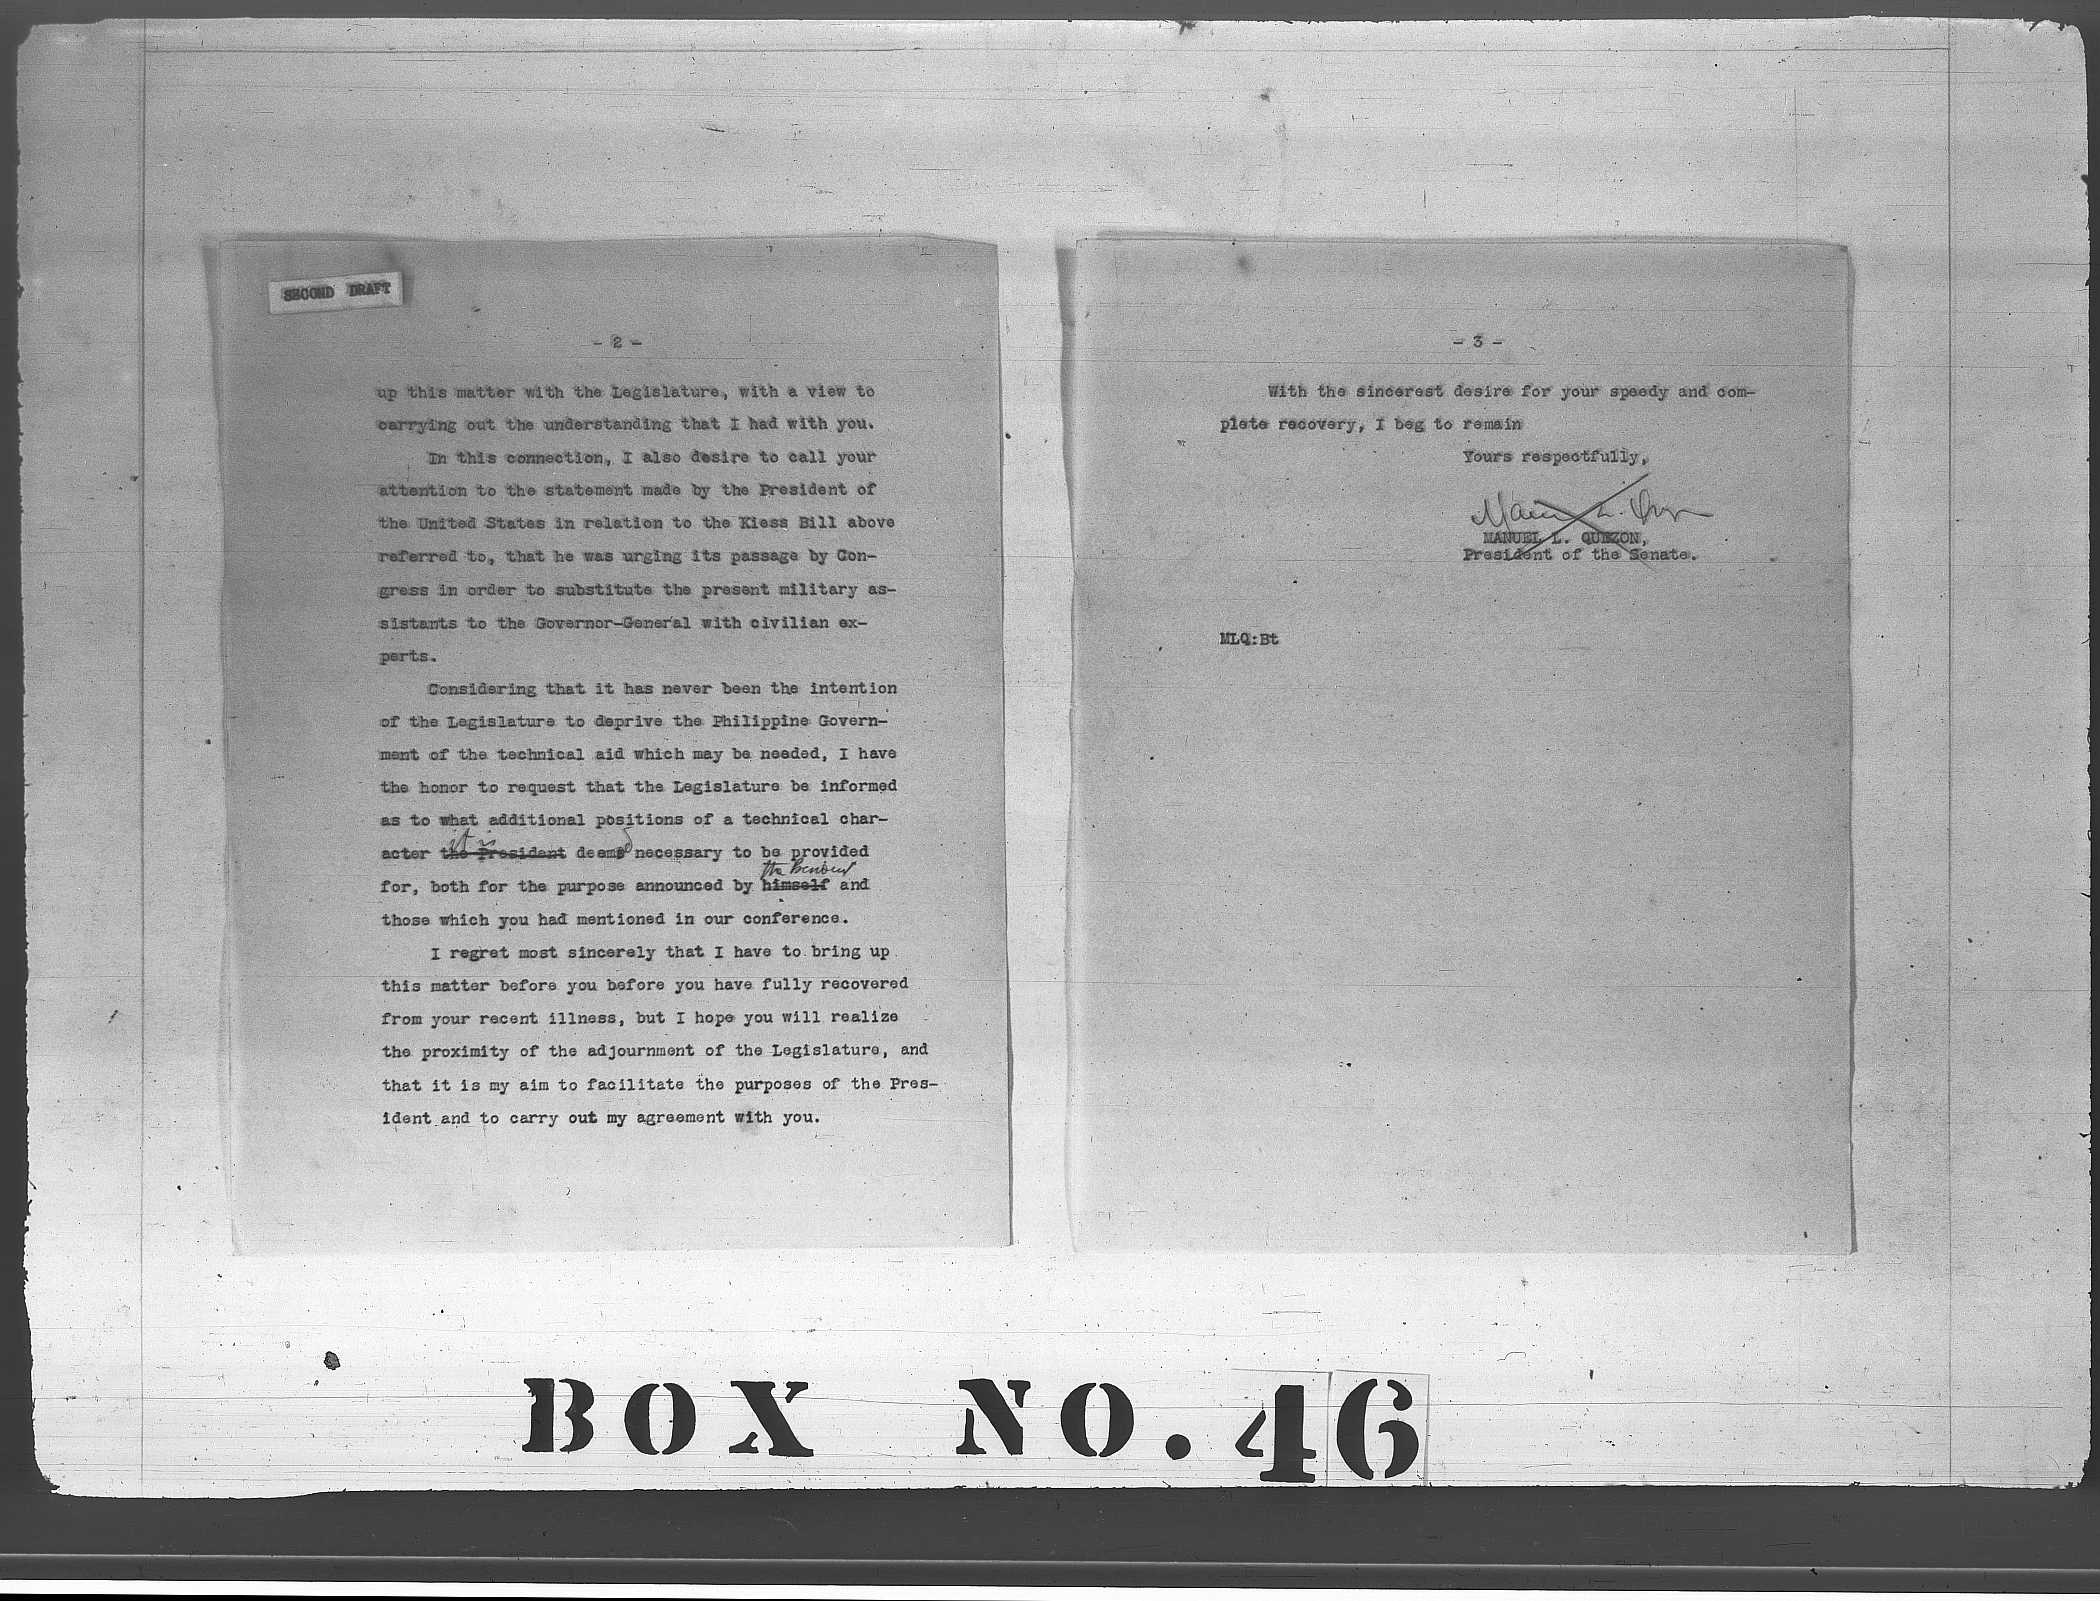 SECOND DRAFT
- 2 -
up this matter with the Legislature, with a view to
carrying out the understanding that I had with you.
In this connection, I also desire to call your
attention to the statement made by the President of
the United States in relation to the Kiess Bill above
referred to, that he was urging its passage by Con-
gress in order to substitute the present military as-
sistants to the Governor-General with civilian ex-
perts.
Considering that it has never been the intention
of the Legislature to deprive the Philippine Govern-
ment of the technical aid which may be needed, I have
the honor to request that the Legislature be informed
as to what additional positions of a technical char-
it is
acter the President deemed necessary to be provided
the President
for, both for the purpose announced by himself and
those which you had mentioned in our conference.
I regret most sincerely that I have to bring up
this matter before you before you have fully recovered
from your recent illness, but I hope you will realize
the proximity of the adjournment of the Legislature, and
that it is my aim to facilitate the purposes of the Pres-
ident and to carry out my agreement with you.
- 3 -
With the sincerest desire for your speedy and com-
plete recovery, I beg to remain
Yours respectfully,
Manuel L. Quezon
MANUEL L. QUEZON,
President of the Senate.
MLQ:Bt
BOX NO. 46